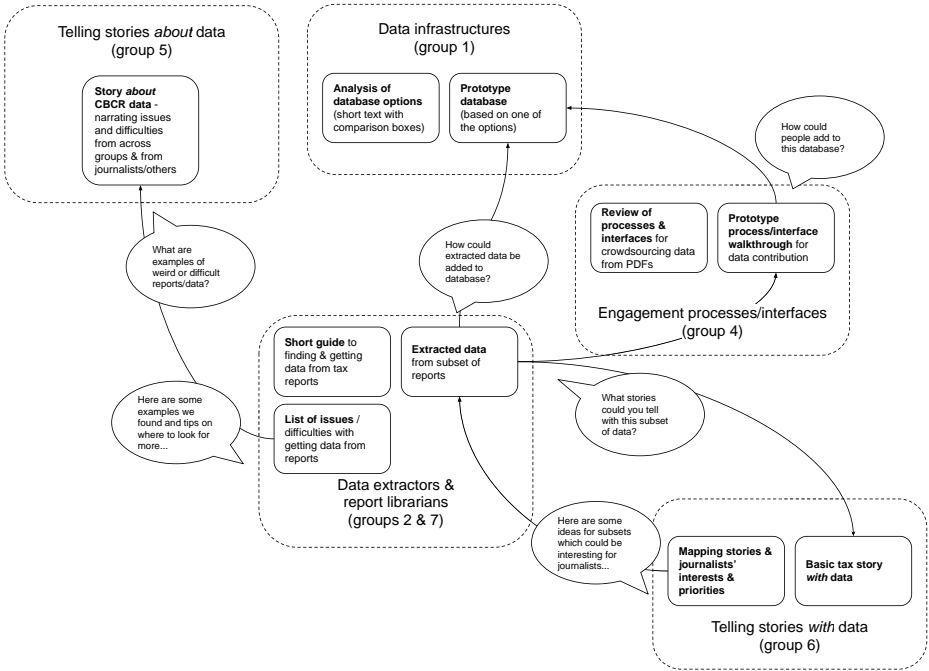 Telling stories about data
(group 5)
Story about
CBCR data -
narrating issues
and difficulties
from across
groups & from
journalists/others
Data infrastructures
(group 1)
Analysis of
database options
(short text with
comparison boxes)
Prototype
database
(based on one of
the options)
How could
people add to
this database?
Review of
processes &
interfaces for
crowdsourcing data
from PDFs
Prototype
process/interface
walkthrough for
data contribution
Engagement processes/interfaces
(group 4)
What are
examples of
weird or difficult
reports/data?
How could
extracted data be
added to
database?
Short guide to
finding & getting
data from tax
reports
Extracted data
from subset of
reports
List of issues /
difficulties with
getting data from
reports
Data extractors &
report librarians
(groups 2 & 7)
Here are some
examples we
found and tips on
where to look for
more...
What stories
could you tell
with this subset
of data?
Here are some
ideas for subsets
which could be
interesting for
journalists...
Mapping stories &
journalists'
interests &
priorities
Basic tax story
with data
Telling stories with data
(group 6)